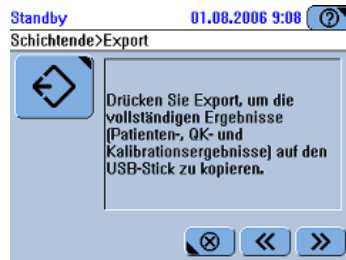 Standby 01.08.2006 9:08
Schichtende>Export
Drücken Sie Export, um die
vollständigen Ergebnisse
(Patienten-, QK- und
Kalibrationsergebnisse) auf den
USB-Stick zu kopieren.